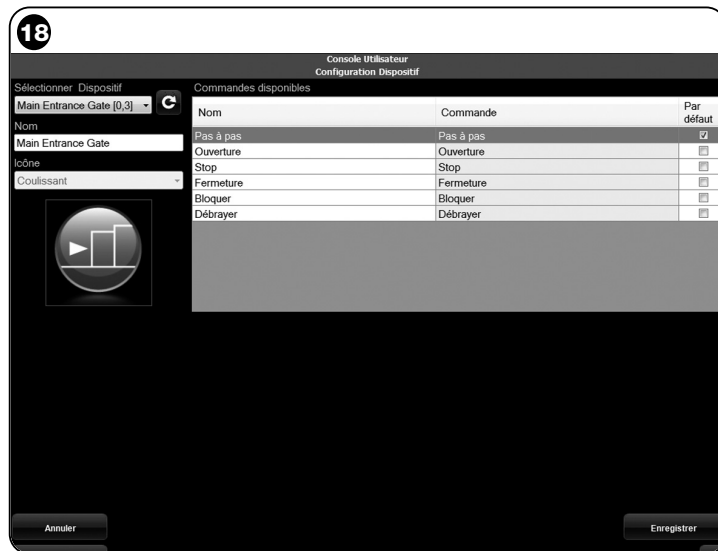 18
Console Utilisateur
Configuration Dispositif
Sélectionner Dispositif
Main Entrance Gate [0,3]
Nom
Main Entrance Gate
Icône
Coulissant
Commandes disponibles
Nom Commande Par défaut
Pas à pas Pas à pas
Ouverture Ouverture
Stop Stop
Fermeture Fermeture
Bloquer Bloquer
Débrayer Débrayer
Annuler Enregistrer